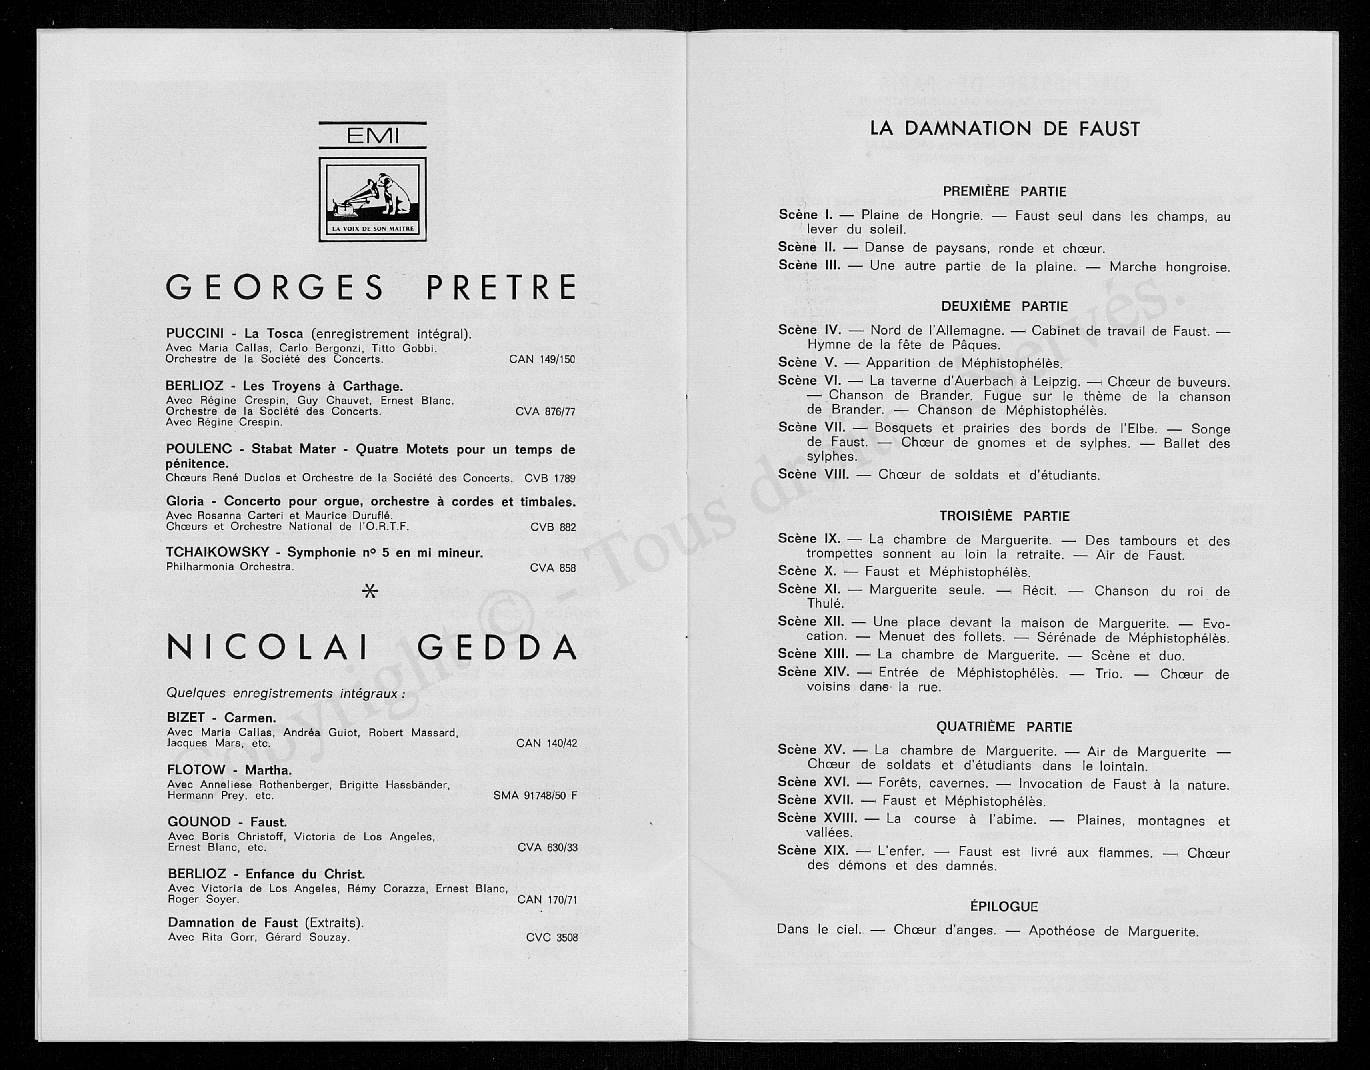 EMI
LA VOIX DE SON MAITRE
GEORGES PRETRE
PUCCINI - La Tosca (enregistrement intégral).
Avec Maria Callas, Carlo Bergonzi, Titto Gobbi.
Orchestre de la Société des Concerts. CAN 149/150
BERLIOZ - Les Troyens à Carthage.
Avec Régine Crespin, Guy Chauvet, Ernest Blanc.
Orchestre de la Société des Concerts. CVA 876/77
Avec Régine Crespin.
POULENC - Stabat Mater - Quatre Motets pour un temps de
pénitence.
Chœurs René Duclos et Orchestre de la Société des Concerts. CVB 1789
Gloria - Concerto pour orgue, orchestre à cordes et timbales.
Avec Rosanna Carteri et Maurice Duruflé.
Chœurs et Orchestre National de l'O.R.T.F. CVB 882
TCHAIKOWSKY - Symphonie nº 5 en mi mineur.
Philharmonia Orchestra. CVA 858
NICOLAI GEDDA
Quelques enregistrements intégraux :
BIZET - Carmen.
Avec Maria Callas, Andréa Guiot, Robert Massard,
Jacques Mars, etc. CAN 140/42
FLOTOW - Martha.
Avec Anneliese Rothenberger, Brigitte Hassbänder,
Hermann Prey, etc. SMA 91748/50 F
GOUNOD - Faust.
Avec Boris Christoff, Victoria de Los Angeles,
Ernest Blanc, etc. CVA 630/33
BERLIOZ - Enfance du Christ.
Avec Victoria de Los Angeles, Rémy Corazza, Ernest Blanc,
Roger Soyer. CAN 170/71
Damnation de Faust (Extraits).
Avec Rita Gorr, Gérard Souzay. CVC 3508
LA DAMNATION DE FAUST
PREMIÈRE PARTIE
Scène I. — Plaine de Hongrie. — Faust seul dans les champs, au
lever du soleil.
Scène II. — Danse de paysans, ronde et chœur.
Scène III. — Une autre partie de la plaine. — Marche hongroise.
DEUXIÈME PARTIE
Scène IV. — Nord de l'Allemagne. — Cabinet de travail de Faust. —
Hymne de la fête de Pâques.
Scène V. — Apparition de Méphistophélès.
Scène VI. — La taverne d'Auerbach à Leipzig. — Chœur de buveurs.
— Chanson de Brander. Fugue sur le thème de la chanson
de Brander. — Chanson de Méphistophélès.
Scène VII. — Bosquets et prairies des bords de l'Elbe. — Songe
de Faust. — Chœur de gnomes et de sylphes. — Ballet des
sylphes.
Scène VIII. — Chœur de soldats et d'étudiants.
TROISIÈME PARTIE
Scène IX. — La chambre de Marguerite. — Des tambours et des
trompettes sonnent au loin la retraite. — Air de Faust.
Scène X. — Faust et Méphistophélès.
Scène XI. — Marguerite seule. — Récit. — Chanson du roi de
Thulé.
Scène XII. — Une place devant la maison de Marguerite. — Evo-
cation. — Menuet des follets. — Sérénade de Méphistophélès.
Scène XIII. — La chambre de Marguerite. — Scène et duo.
Scène XIV. — Entrée de Méphistophélès. — Trio. — Chœur de
voisins dans la rue.
QUATRIÈME PARTIE
Scène XV. — La chambre de Marguerite. — Air de Marguerite —
Chœur de soldats et d'étudiants dans le lointain.
Scène XVI. — Forêts, cavernes. — Invocation de Faust à la nature.
Scène XVII. — Faust et Méphistophélès.
Scène XVIII. — La course à l'abime. — Plaines, montagnes et
vallées.
Scène XIX. — L'enfer. — Faust est livré aux flammes. — Chœur
des démons et des damnés.
ÉPILOGUE
Dans le ciel. — Chœur d'anges. — Apothéose de Marguerite.
Copyright © - Tous droits réservés.